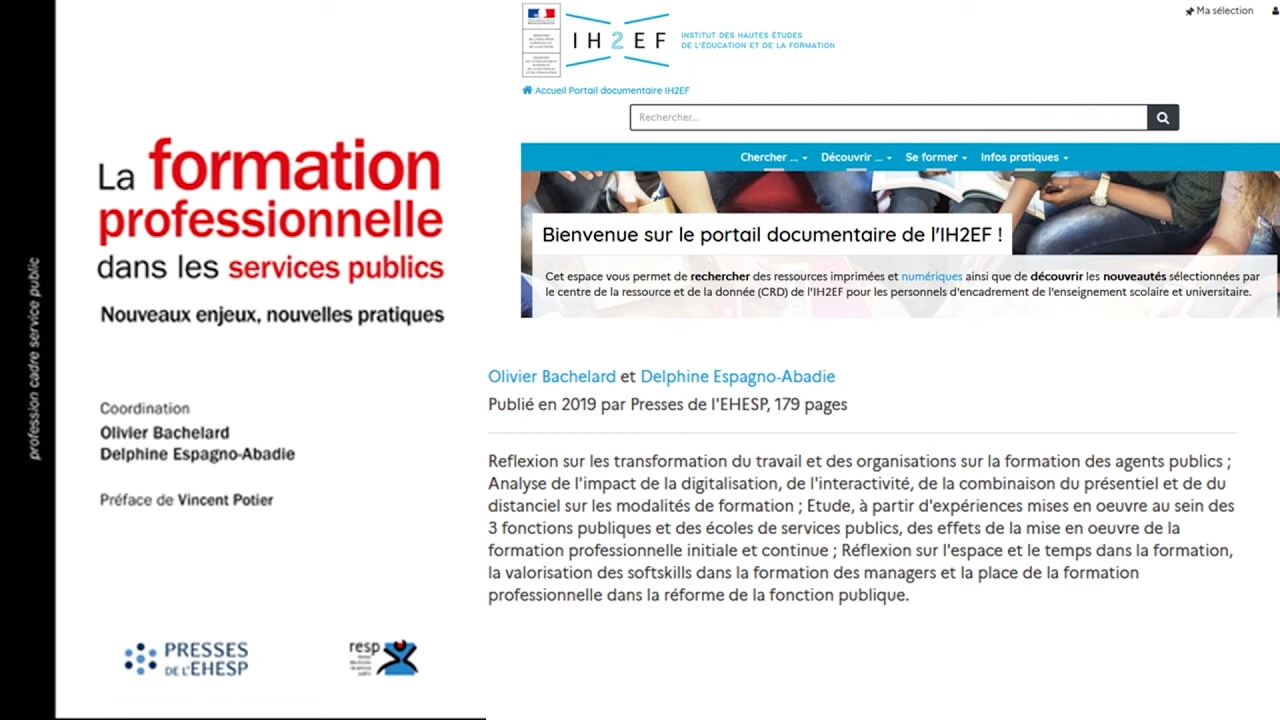 profession cadre service public
La formation
professionnelle
dans les services publics
Nouveaux enjeux, nouvelles pratiques
Coordination
Olivier Bachelard
Delphine Espagno-Abadie
Préface de Vincent Potier
PRESSES
DE L'EHESP
resp
IH2EF
INSTITUT DES HAUTES ÉTUDES
DE L'ÉDUCATION ET DE LA FORMATION
Ma sélection
Accueil Portail documentaire IH2EF
Rechercher...
Chercher ... Découvrir ... Se former Infos pratiques
Bienvenue sur le portail documentaire de l'IH2EF !
Cet espace vous permet de rechercher des ressources imprimées et numériques ainsi que de découvrir les nouveautés sélectionnées par
le centre de la ressource et de la donnée (CRD) de l'IH2EF pour les personnels d'encadrement de l'enseignement scolaire et universitaire.
Olivier Bachelard et Delphine Espagno-Abadie
Publié en 2019 par Presses de l'EHESP, 179 pages
Reflexion sur les transformation du travail et des organisations sur la formation des agents publics ;
Analyse de l'impact de la digitalisation, de l'interactivité, de la combinaison du présentiel et de du
distanciel sur les modalités de formation ; Etude, à partir d'expériences mises en oeuvre au sein des
3 fonctions publiques et des écoles de services publics, des effets de la mise en oeuvre de la
formation professionnelle initiale et continue ; Réflexion sur l'espace et le temps dans la formation,
la valorisation des softskills dans la formation des managers et la place de la formation
professionnelle dans la réforme de la fonction publique.